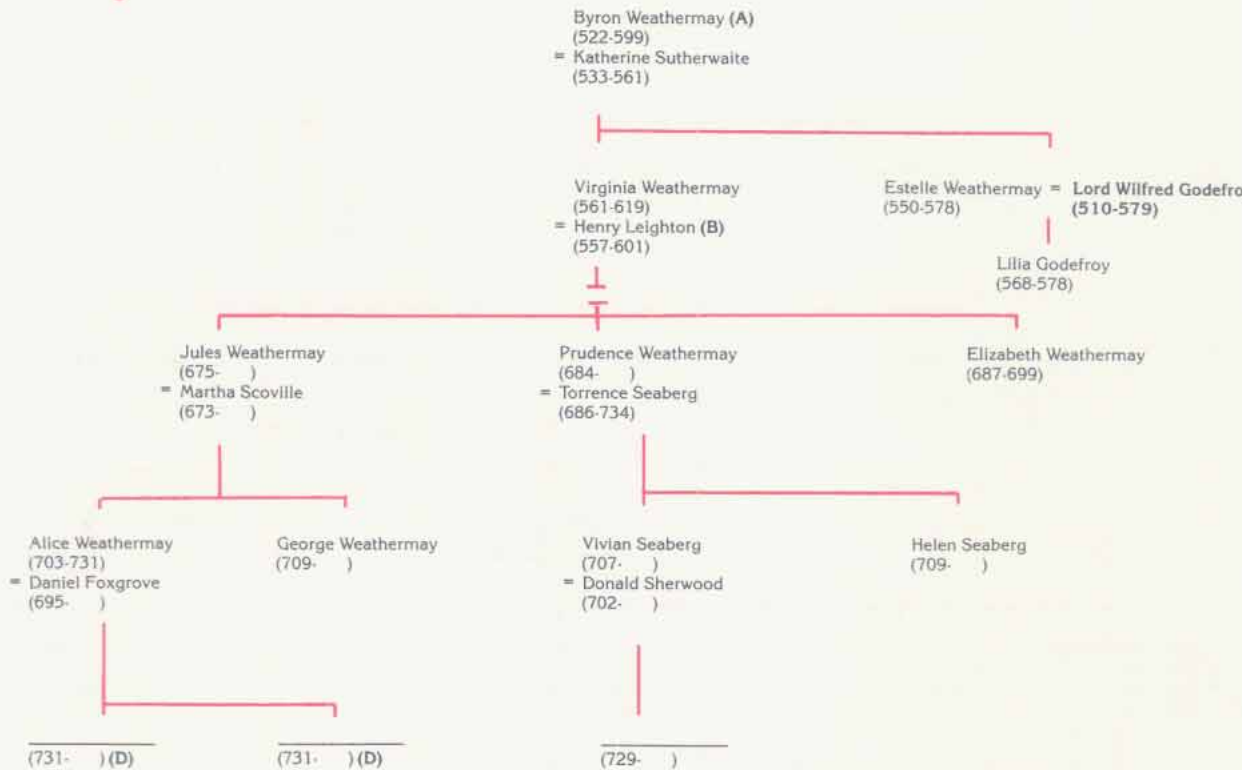 Byron Weathermay (A)
(522-599)
= Katherine Sutherwaite
(533-561)
Virginia Weathermay
(561-619)
= Henry Leighton (B)
(557-601)
Estelle Weathermay = Lord Wilfred Godefro
(550-578) (510-579)
Lilia Godefroy
(568-578)
Jules Weathermay
(675- )
= Martha Scoville
(673- )
Prudence Weathermay
(684- )
= Torrence Seaberg
(686-734)
Elizabeth Weathermay
(687-699)
Alice Weathermay
(703-731)
= Daniel Foxgrove
(695- )
George Weathermay
(709- )
Vivian Seaberg
(707- )
= Donald Sherwood
(702- )
Helen Seaberg
(709- )
(731- ) (D)
(731- ) (D)
(729- )